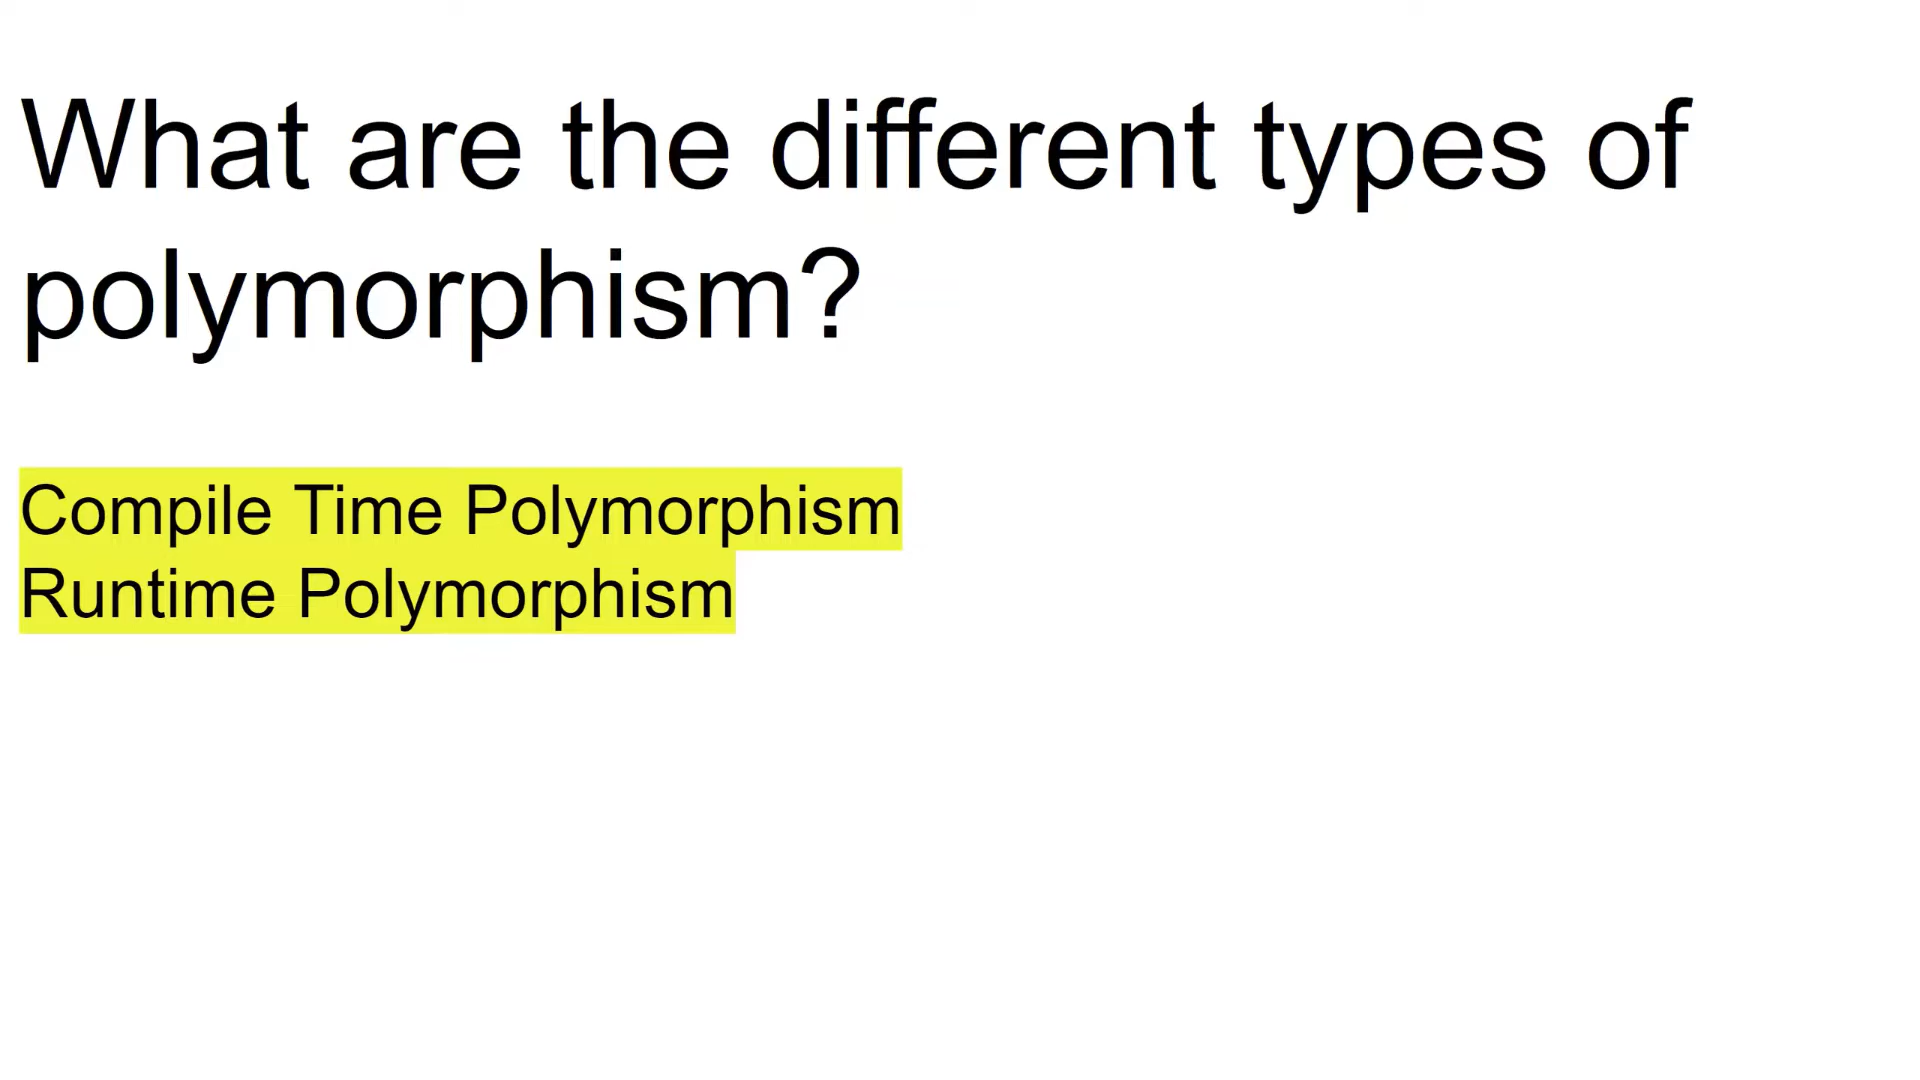 What are the different types of
polymorphism?
Compile Time Polymorphism
Runtime Polymorphism